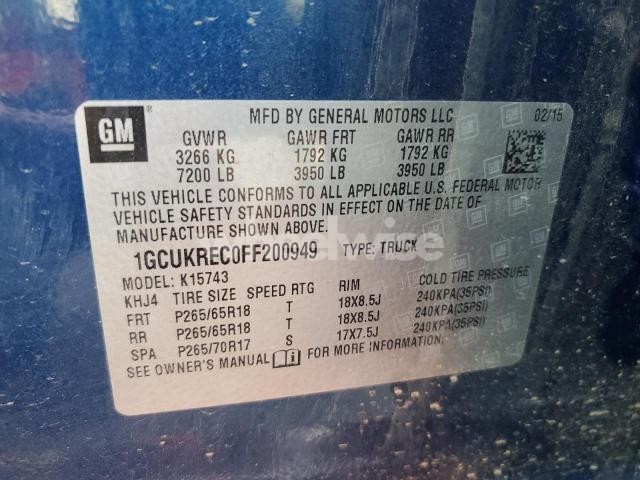 GM
MFD BY GENERAL MOTORS LLC 02/15
GVWR GAWR FRT GAWR RR
3266 KG 1792 KG 1792 KG
7200 LB 3950 LB 3950 LB
THIS VEHICLE CONFORMS TO ALL APPLICABLE U.S. FEDERAL MOTOR
VEHICLE SAFETY STANDARDS IN EFFECT ON THE DATE OF
MANUFACTURE SHOWN ABOVE.
1GCUKREC0FF200949 TYPE: TRUCK
MODEL: K15743
KHJ4 TIRE SIZE SPEED RTG RIM COLD TIRE PRESSURE
FRT P265/65R18 T 18X8.5J 240KPA(35PSI)
RR P265/65R18 T 18X8.5J 240KPA(35PSI)
SPA P265/70R17 S 17X7.5J 240KPA(35PSI)
SEE OWNER'S MANUAL FOR MORE INFORMATION.